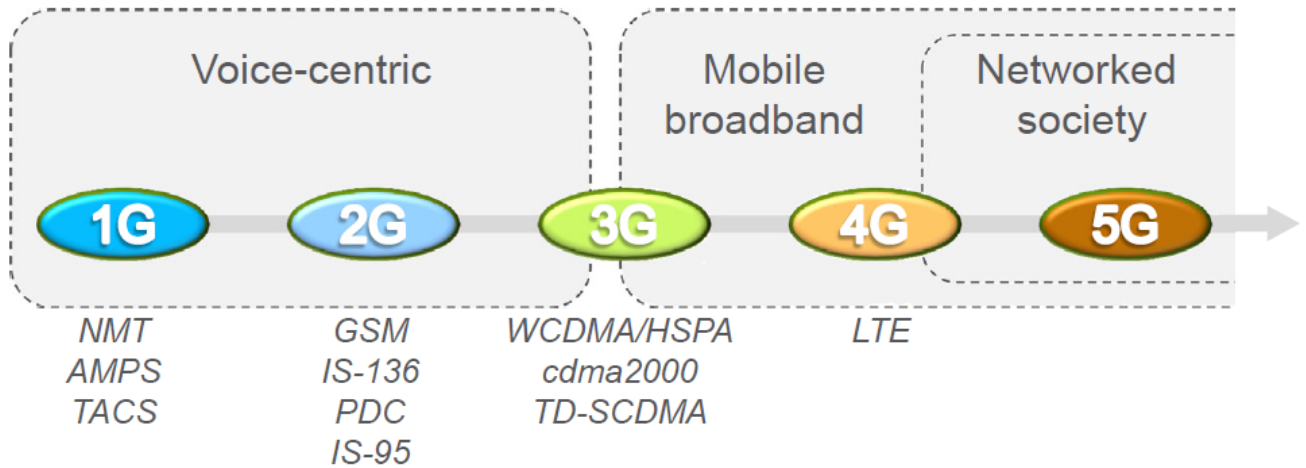 Voice-centric
Mobile
broadband
Networked
society
1G
2G
3G
4G
5G
NMT
AMPS
TACS
GSM
IS-136
PDC
IS-95
WCDMA/HSPA
cdma2000
TD-SCDMA
LTE